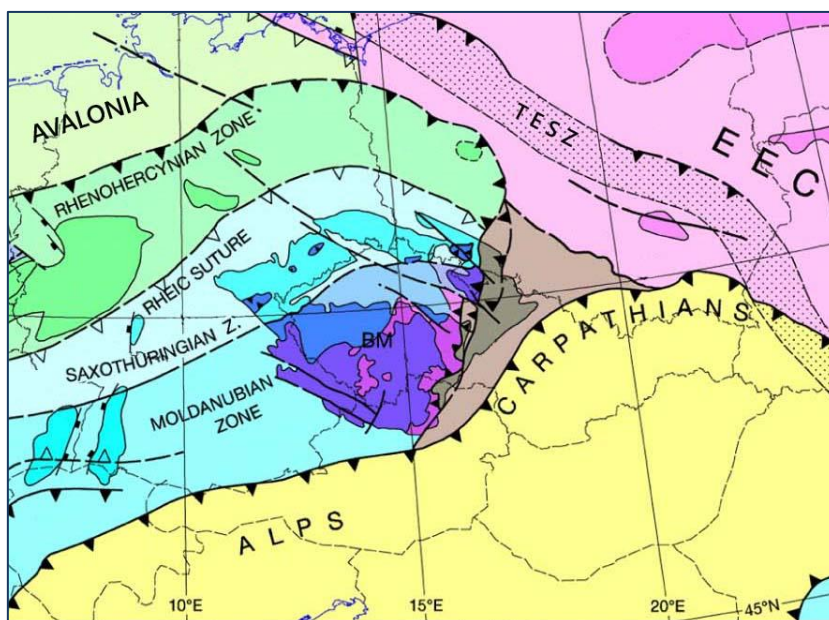 AVALONIA
RHENOHERCYNIAN ZONE
TESZ
EEC
RHEIC SUTURE
SAXOTHURINGIAN Z.
BM
MOLDANUBIAN
ZONE
CARPATHIANS
ALPS
10°E
15°E
20°E
45°N